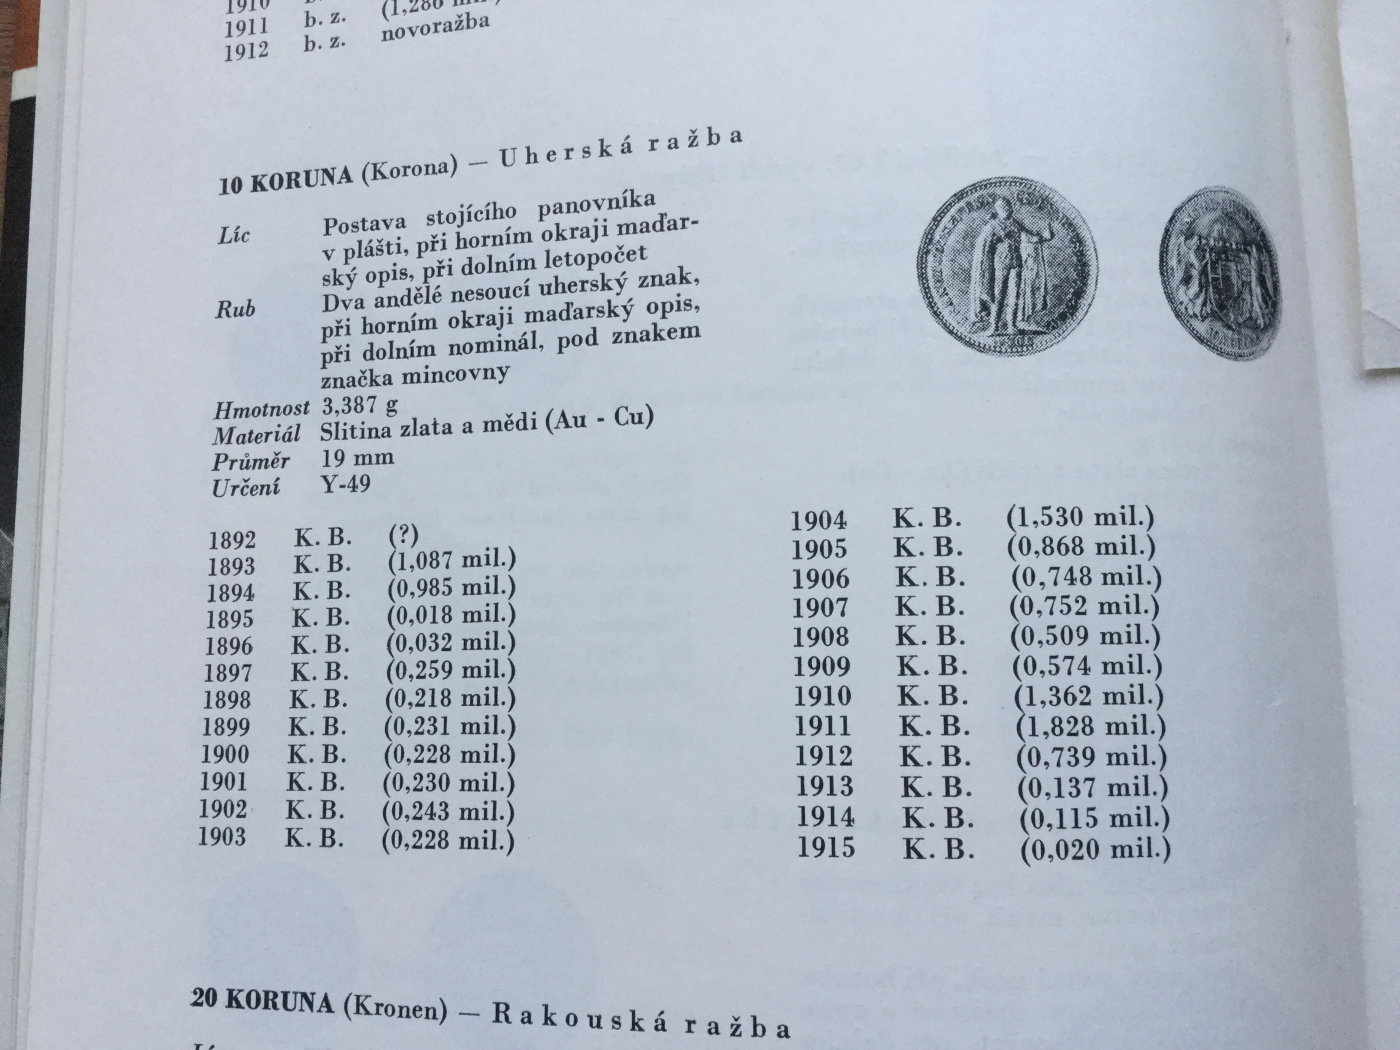 1910
1911 b. z. (1,286
1912 b. z. novoražba
10 KORUNA (Korona) — Uherská ražba
Líc Postava stojícího panovníka
v plášti, při horním okraji maďar-
ský opis, při dolním letopočet
Rub Dva andělé nesoucí uherský znak,
při horním okraji maďarský opis,
při dolním nominál, pod znakem
značka mincovny
Hmotnost 3,387 g
Materiál Slitina zlata a mědi (Au - Cu)
Průměr 19 mm
Určení Y-49
1892 K. B. (?)
1893 K. B. (1,087 mil.)
1894 K. B. (0,985 mil.)
1895 K. B. (0,018 mil.)
1896 K. B. (0,032 mil.)
1897 K. B. (0,259 mil.)
1898 K. B. (0,218 mil.)
1899 K. B. (0,231 mil.)
1900 K. B. (0,228 mil.)
1901 K. B. (0,230 mil.)
1902 K. B. (0,243 mil.)
1903 K. B. (0,228 mil.)
1904 K. B. (1,530 mil.)
1905 K. B. (0,868 mil.)
1906 K. B. (0,748 mil.)
1907 K. B. (0,752 mil.)
1908 K. B. (0,509 mil.)
1909 K. B. (0,574 mil.)
1910 K. B. (1,362 mil.)
1911 K. B. (1,828 mil.)
1912 K. B. (0,739 mil.)
1913 K. B. (0,137 mil.)
1914 K. B. (0,115 mil.)
1915 K. B. (0,020 mil.)
20 KORUNA (Kronen) — Rakouská ražba